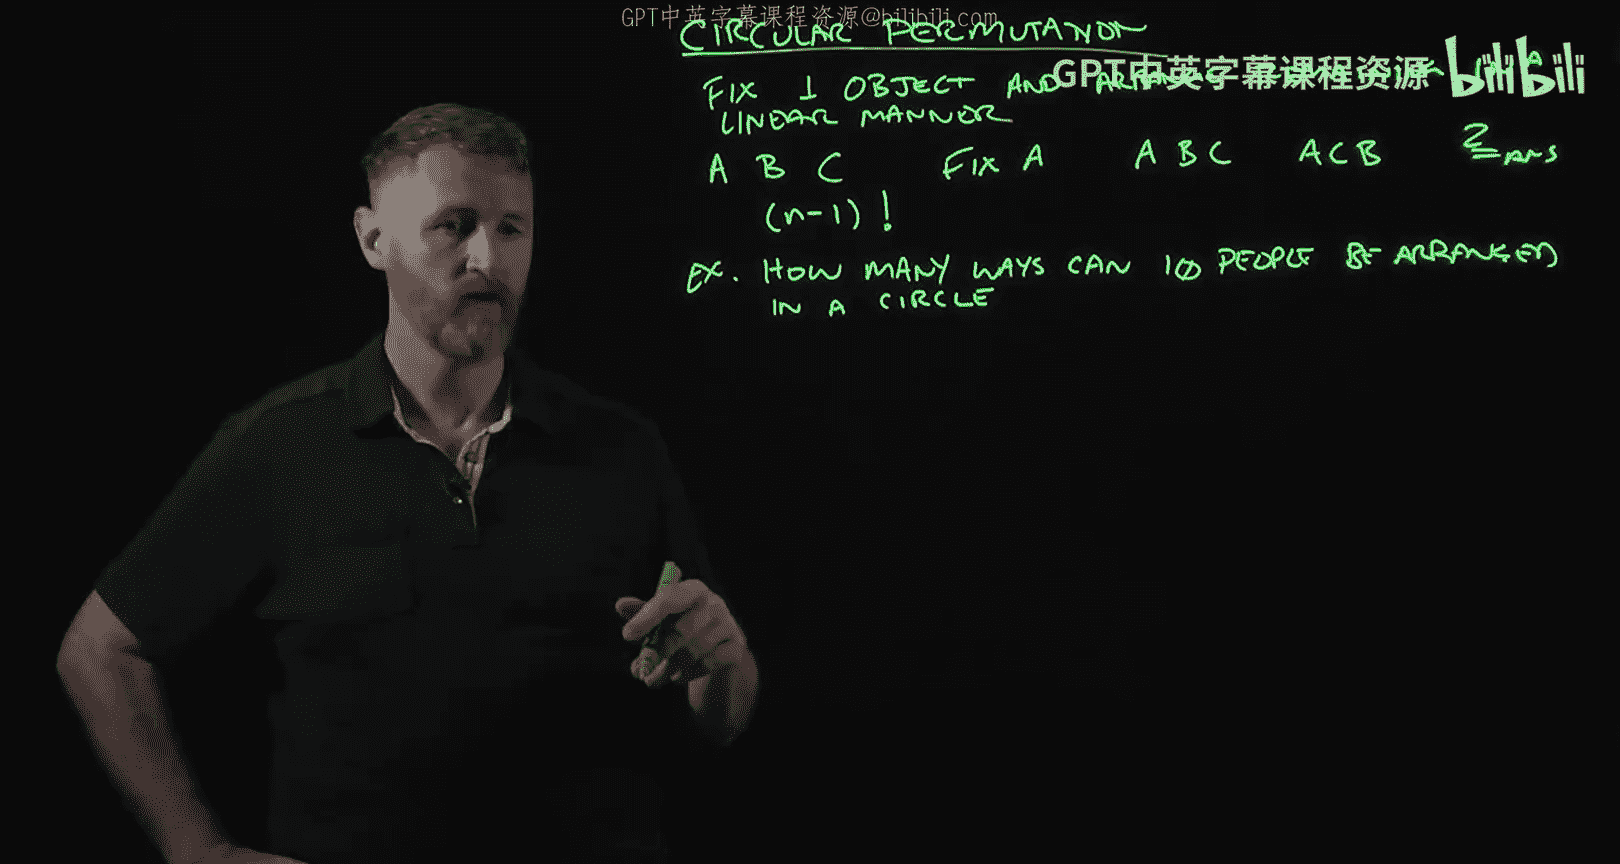 GPT中英字幕课程资源@bilibili.com
CIRCULAR PERMUTATION
GPT中英字幕课程资源 bilibili
FIX 1 OBJECT AND
LINEAR MANNER
A B C FIX A A BC ACB 2
(n-1)!
EX. HOW MANY WAYS CAN 10 PEOPLE BE ARRANGED
IN A CIRCLE